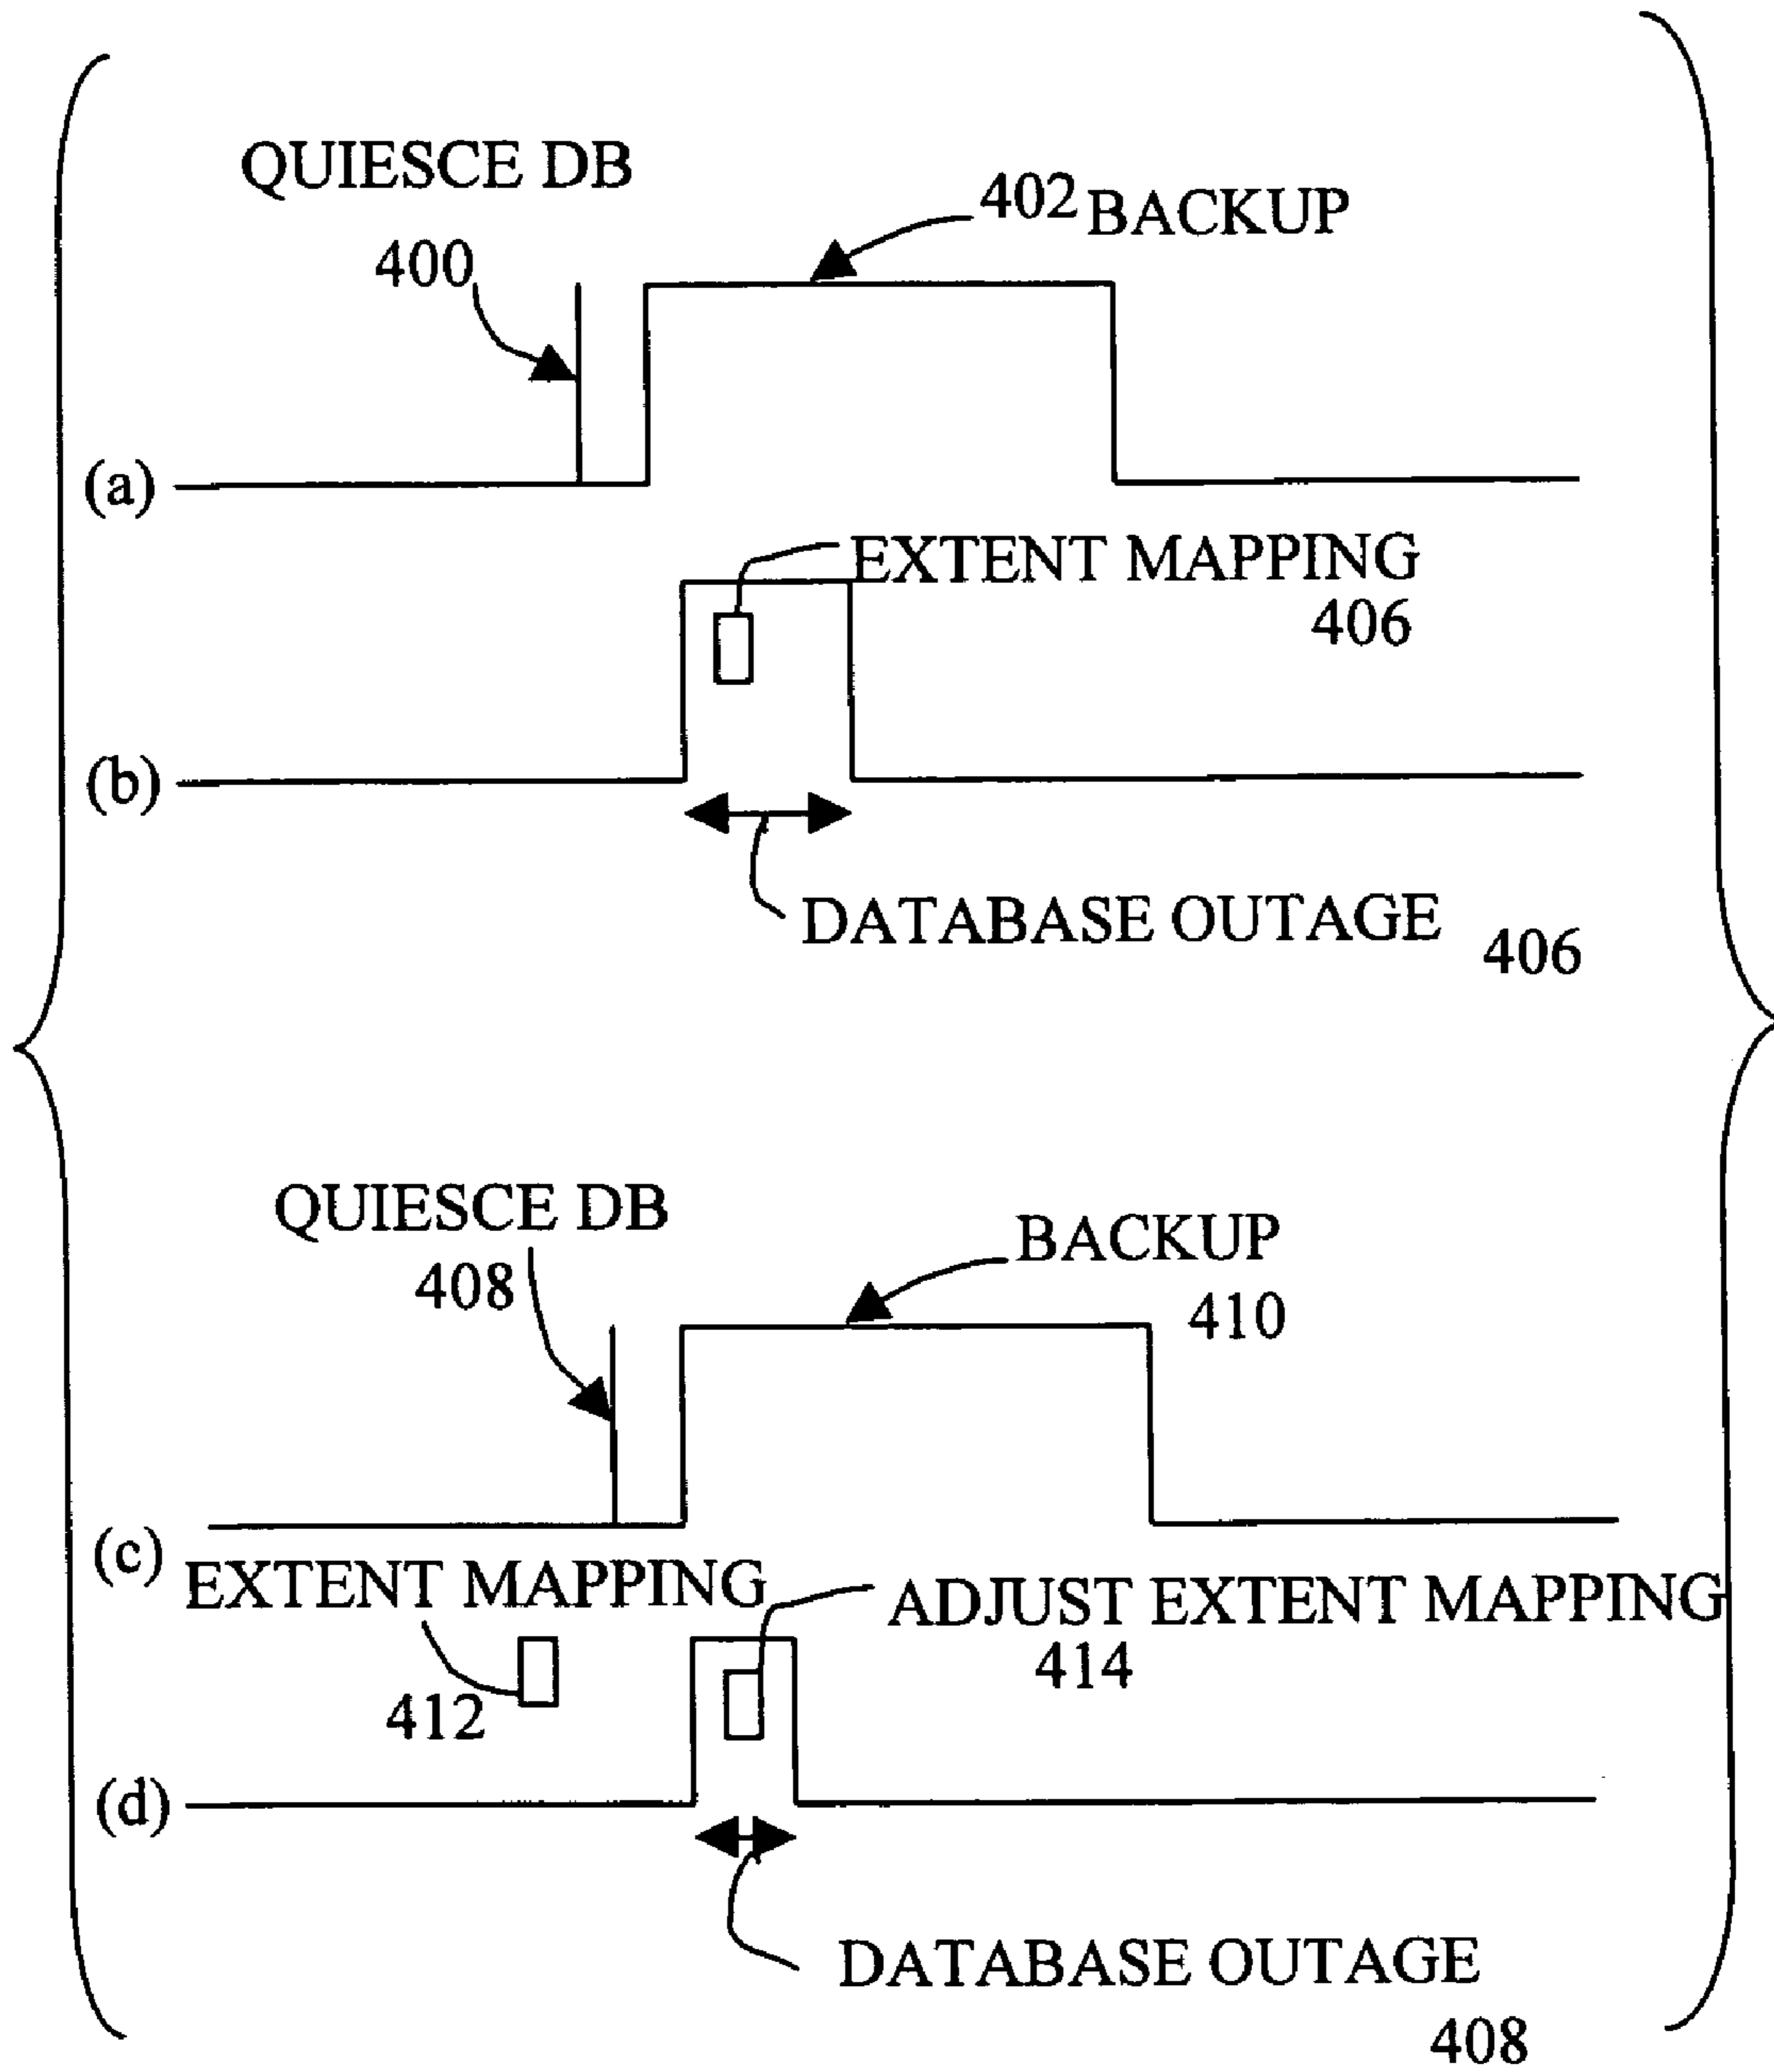 QUIESCE DB
400
402 BACKUP
(a)
EXTENT MAPPING
406
(b)
DATABASE OUTAGE
406
QUIESCE DB
408
BACKUP
410
(c)
EXTENT MAPPING
412
ADJUST EXTENT MAPPING
414
(d)
DATABASE OUTAGE
408